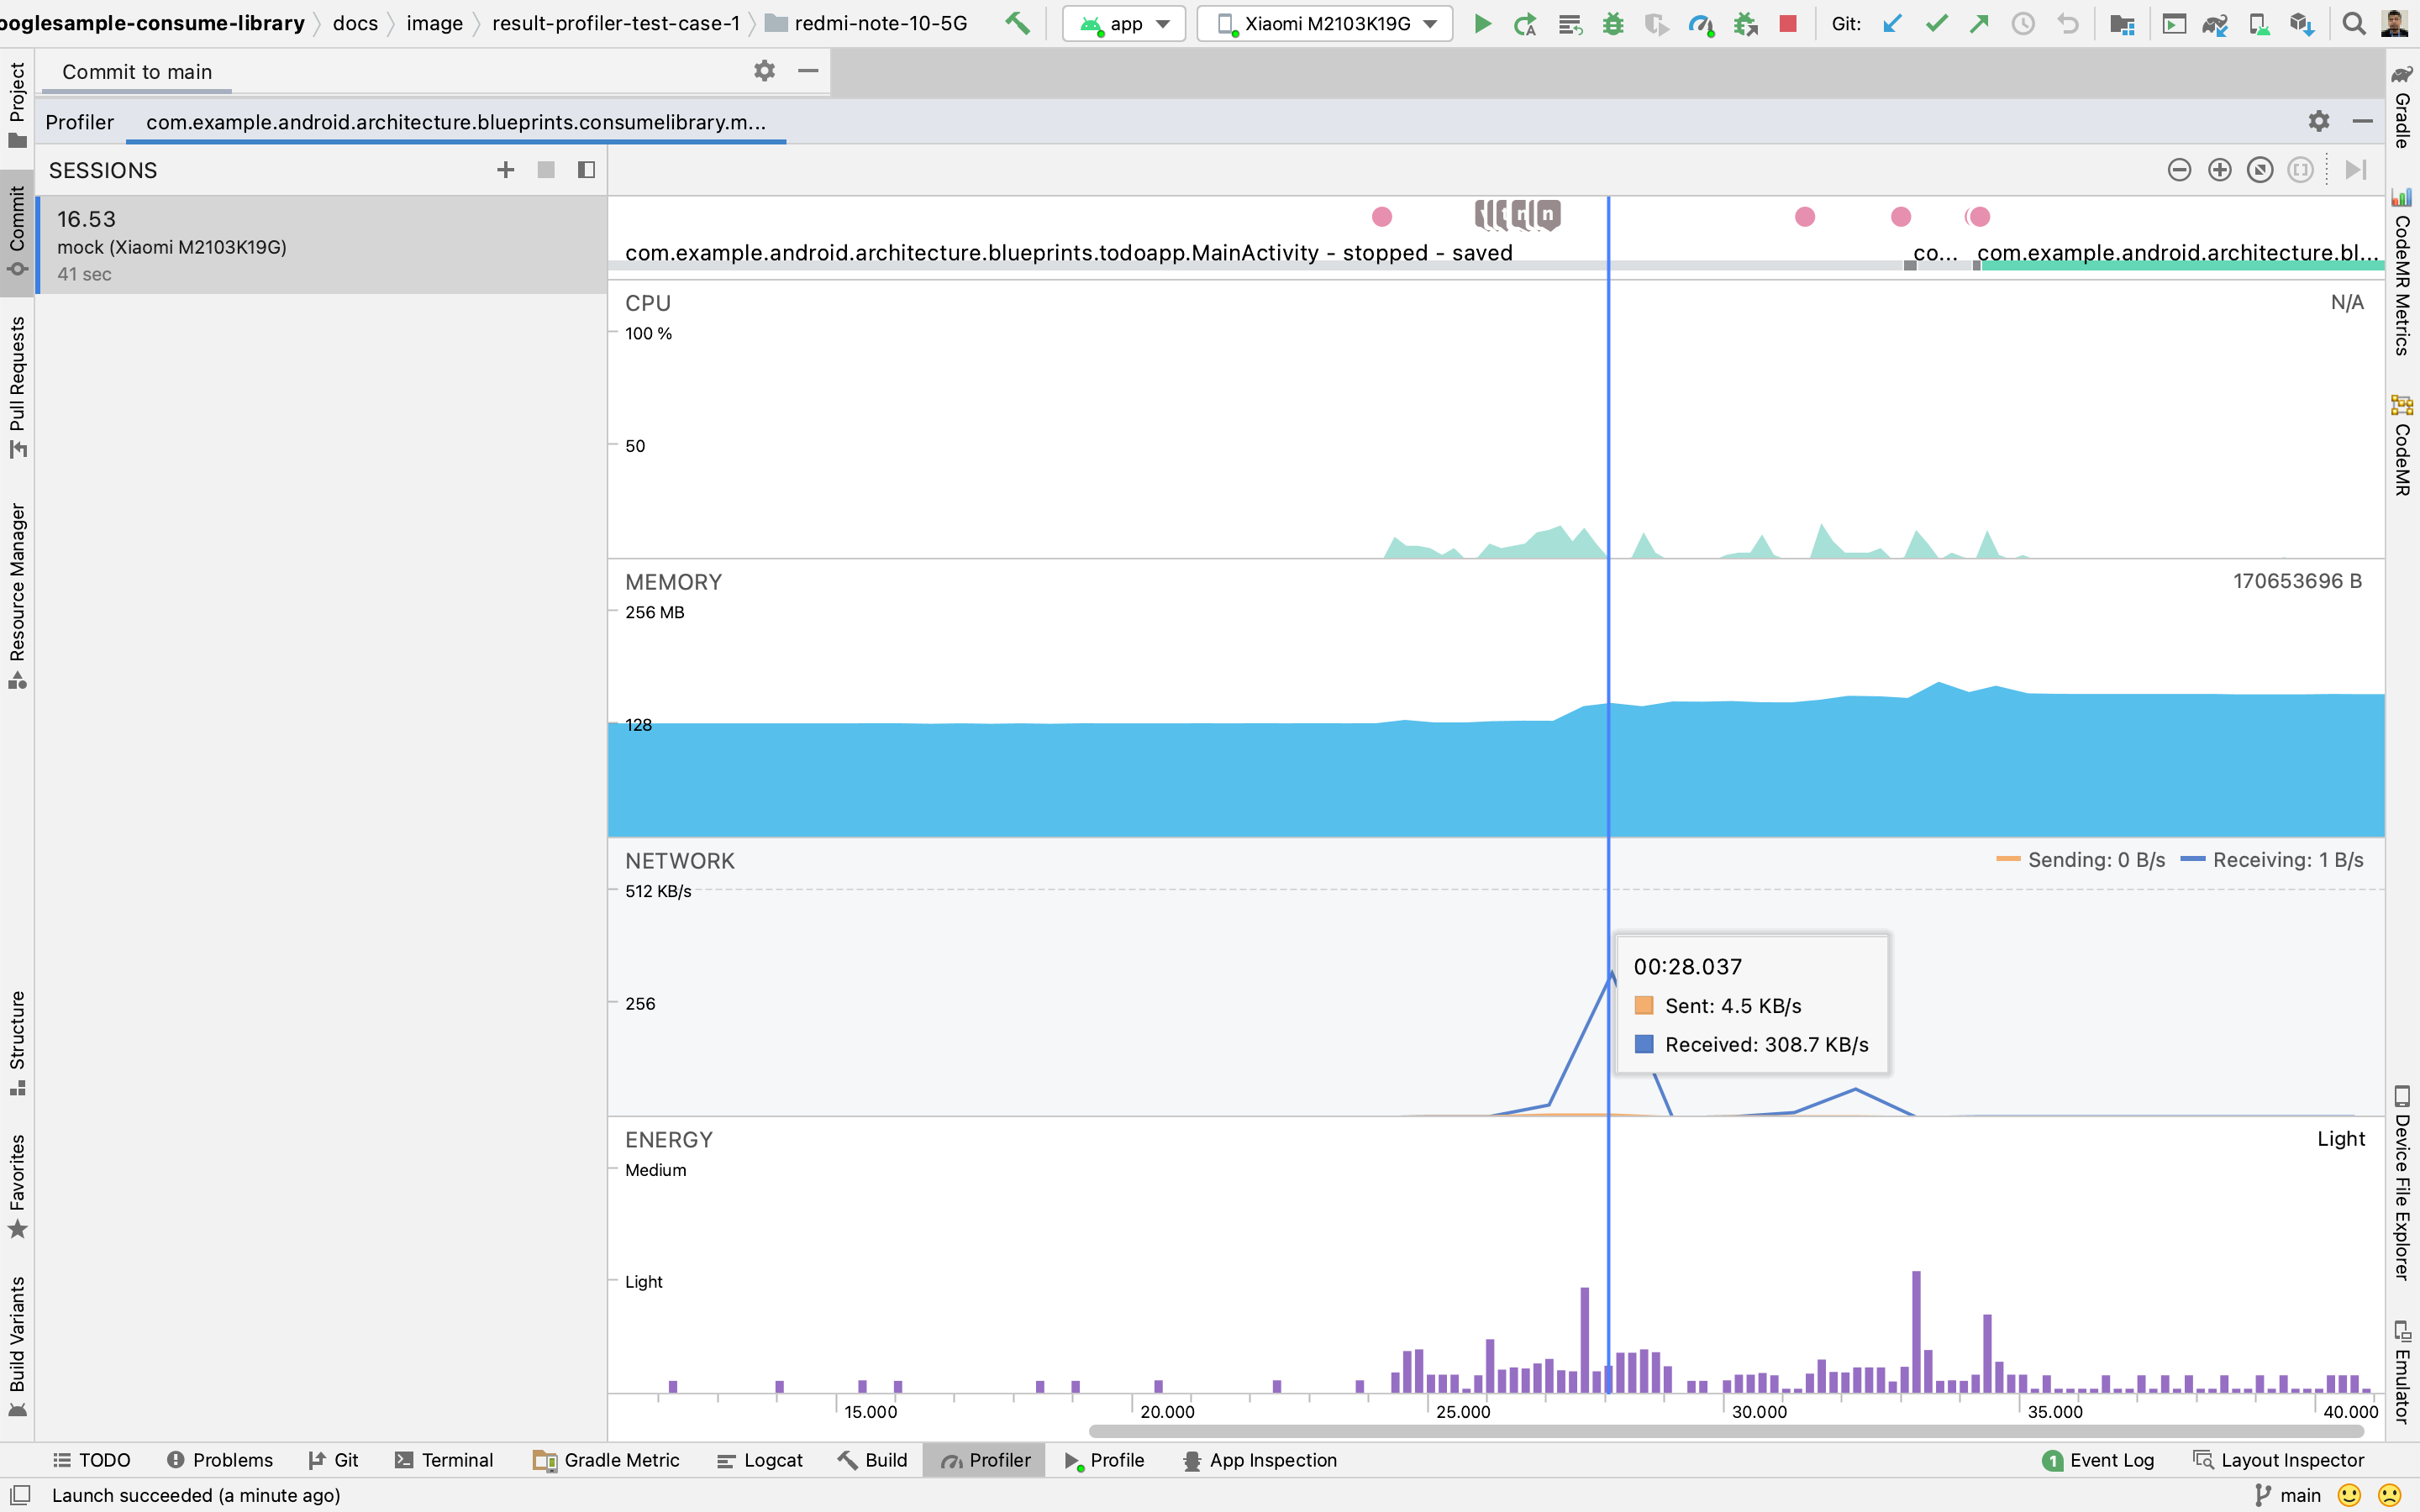 ooglesample-consume-library docs image result-profiler-test-case-1 redmi-note-10-5G app Xiaomi M2103K19G Git:
Commit to main
Profiler com.example.android.architecture.blueprints.consumelibrary.m...
SESSIONS
16.53
mock (Xiaomi M2103K19G)
41 sec
n
com.example.android.architecture.blueprints.todoapp.MainActivity - stopped - saved co... com.example.android.architecture.bl...
CPU N/A
100 %
50
MEMORY 170653696 B
256 MB
128
NETWORK Sending: 0 B/s Receiving: 1 B/s
512 KB/s
256
00:28.037
Sent: 4.5 KB/s
Received: 308.7 KB/s
ENERGY Light
Medium
Light
15.000 20.000 25.000 30.000 35.000 40.000
Project
Commit
Pull Requests
Resource Manager
Structure
Favorites
Build Variants
Gradle
CodeMR Metrics
CodeMR
Device File Explorer
Emulator
TODO Problems Git Terminal Gradle Metric Logcat Build Profiler Profile App Inspection 1 Event Log Layout Inspector
Launch succeeded (a minute ago) main